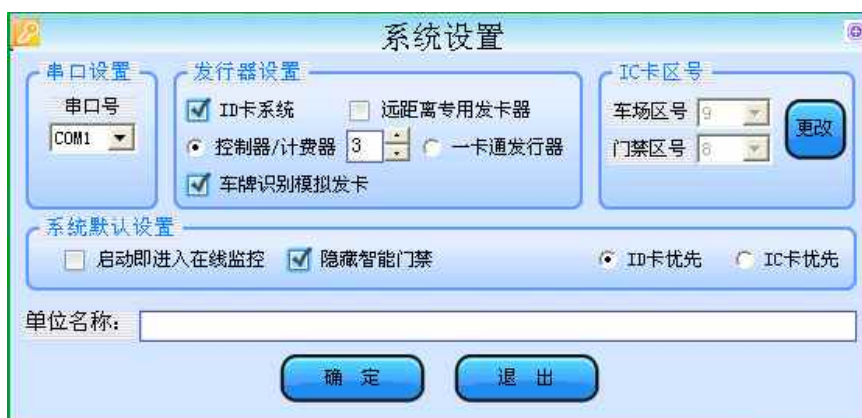 系统设置
串口设置
串口号
COM1
发行器设置
ID卡系统 远距离专用发卡器
控制器/计费器 3 一卡通发行器
车牌识别模拟发卡
IC卡区号
车场区号 9
门禁区号 8
更改
系统默认设置
启动即进入在线监控 隐藏智能门禁 ID卡优先 IC卡优先
单位名称：
确 定 退 出